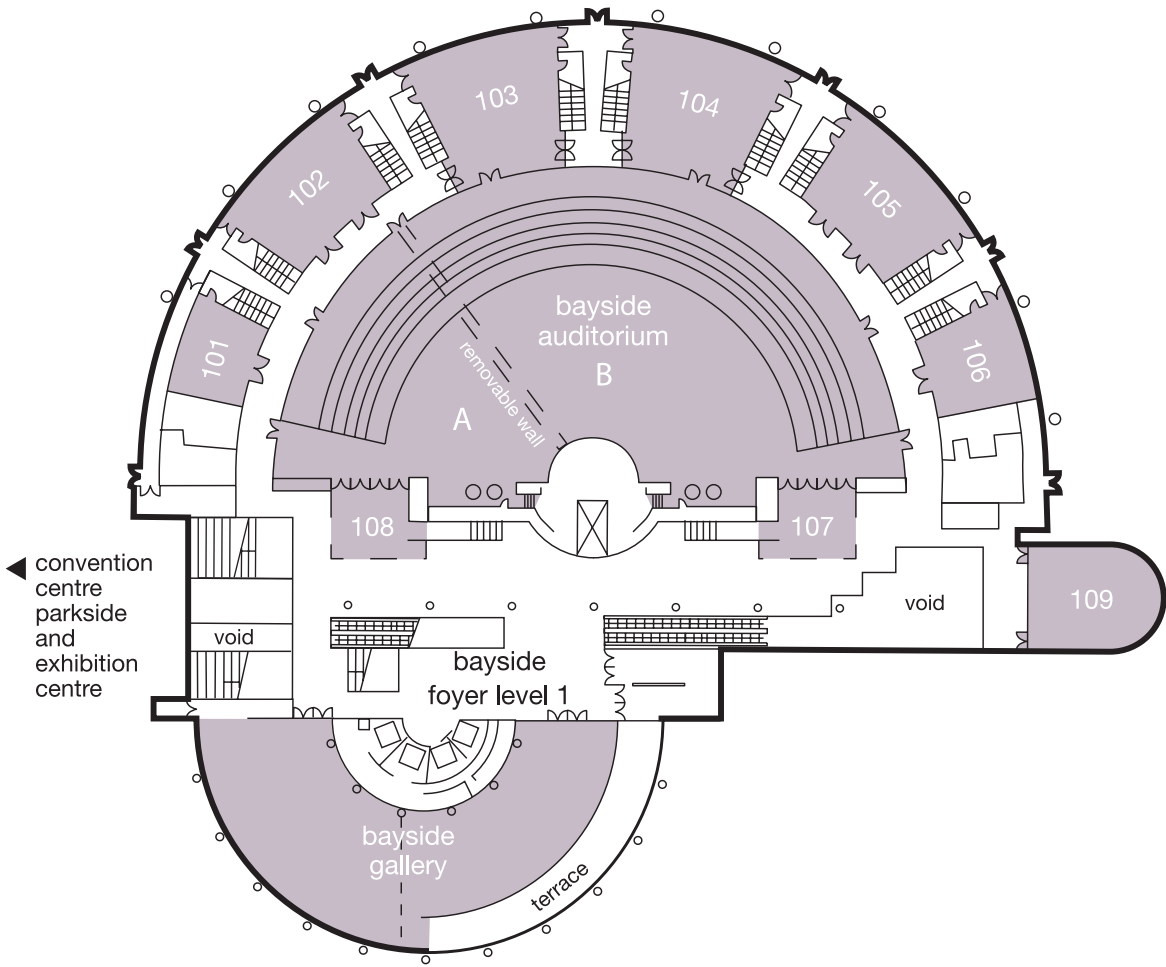 103
104
102
105
bayside
auditorium
B
101
106
removable wall
A
108
107
convention
centre
parkside
and
exhibition
centre
void
void
109
bayside
foyer level 1
bayside
gallery
terrace